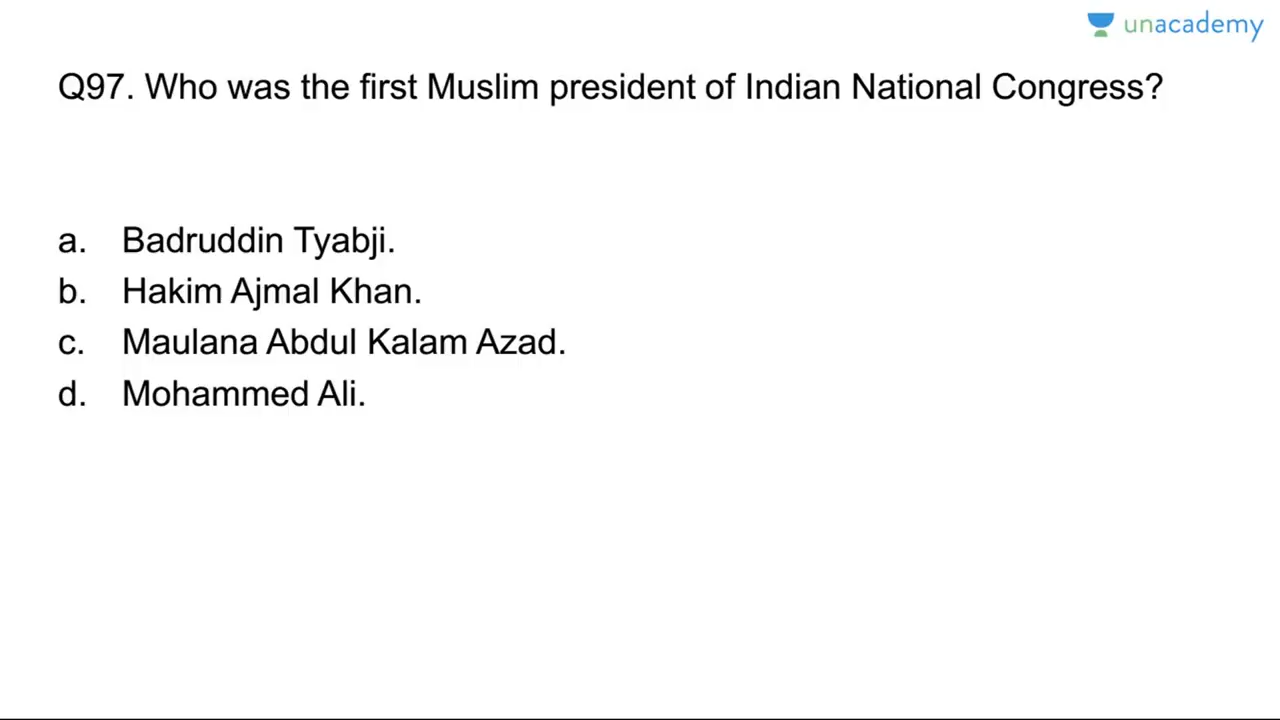 unacademy
Q97. Who was the first Muslim president of Indian National Congress?
a. Badruddin Tyabji.
b. Hakim Ajmal Khan.
c. Maulana Abdul Kalam Azad.
d. Mohammed Ali.